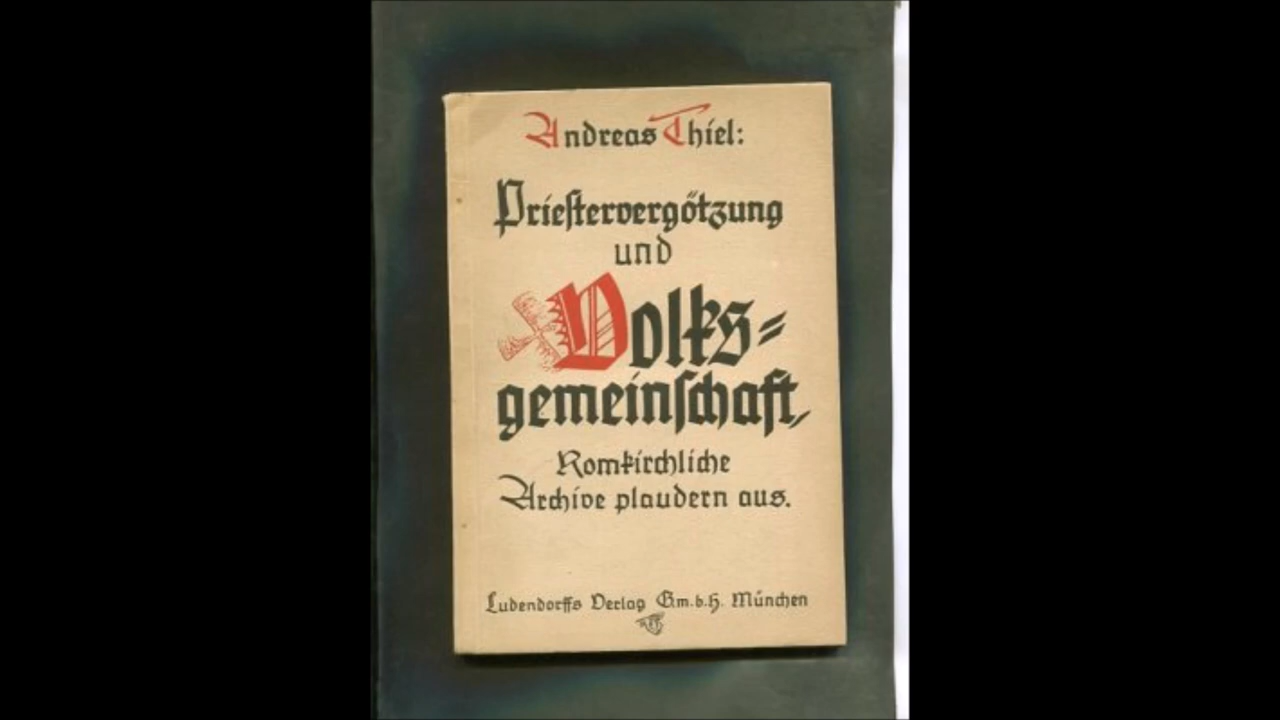 Andreas Thiel:
Prieſtervergötzung
und
Volks=
gemeinſchaft,
Romkirchliche
Archive plaudern aus.
Ludendorffs Verlag G.m.b.H. München